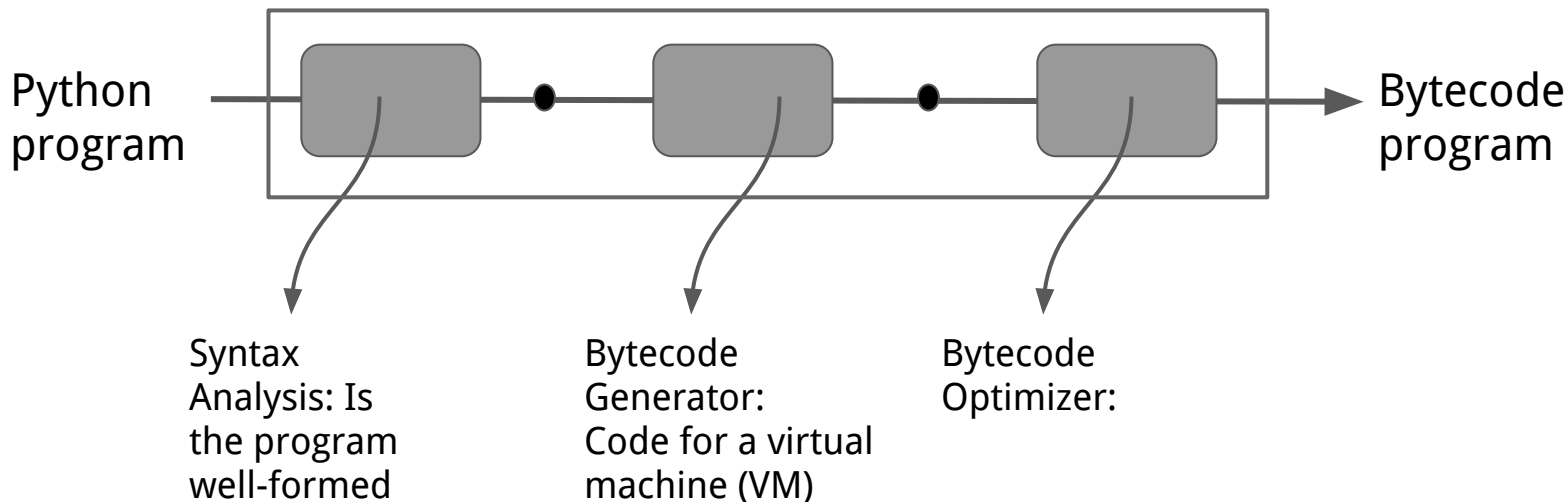 Python
program
Bytecode
program
Syntax
Analysis: Is
the program
well-formed
Bytecode
Generator:
Code for a virtual
machine (VM)
Bytecode
Optimizer: